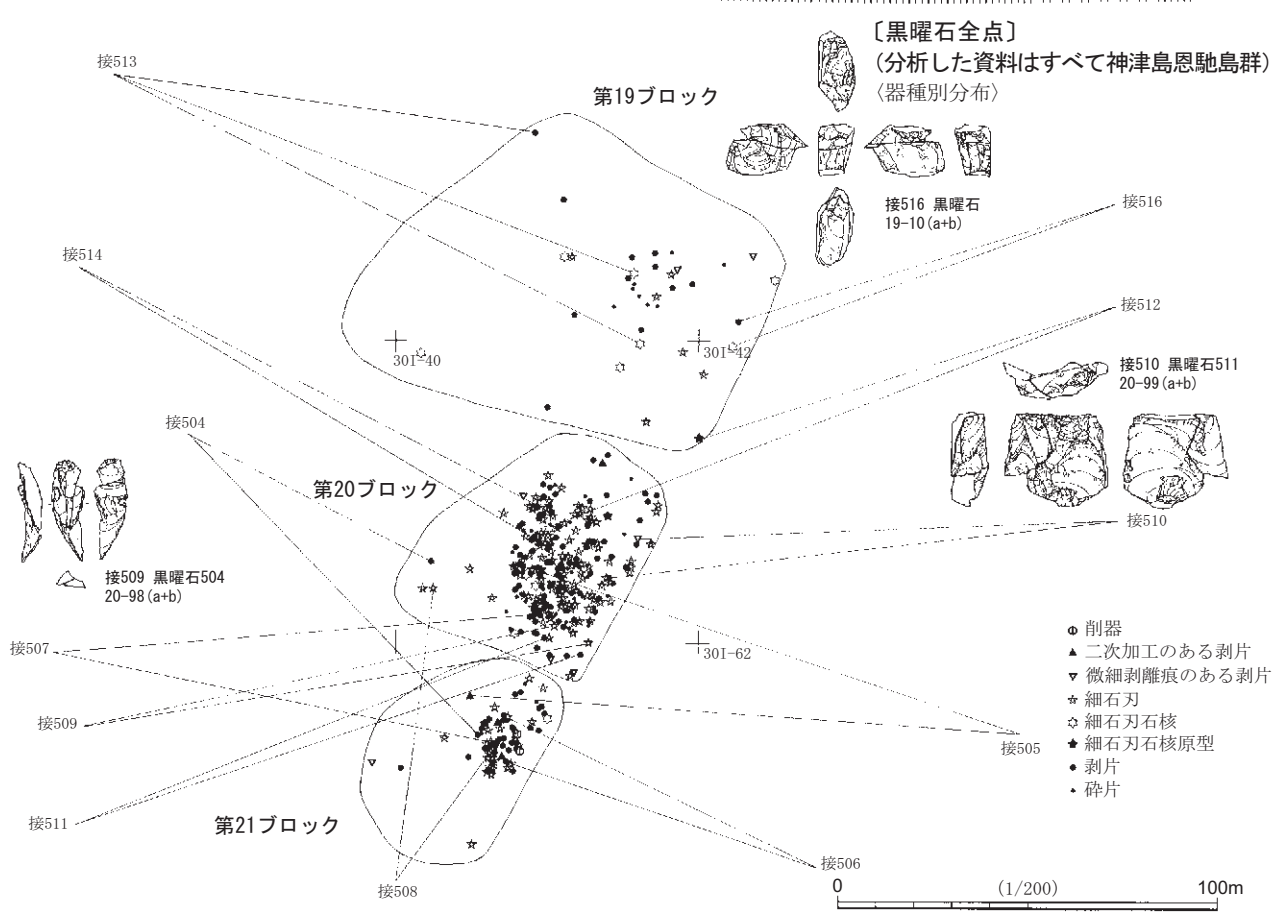 〔黒曜石全点〕
(分析した資料はすべて神津島恩馳島群)
〈器種別分布〉
接513
第19ブロック
接516 黒曜石
19-10(a+b)
接516
接514
接512
30I-40
30I-42
接510 黒曜石511
20-99(a+b)
接504
第20ブロック
接510
接509 黒曜石504
20-98(a+b)
30I-62
接507
接509
接505
接511
第21ブロック
接506
接508
削器
二次加工のある剥片
微細剥離痕のある剥片
細石刃
細石刃石核
細石刃石核原型
剥片
砕片
0 (1/200) 100m